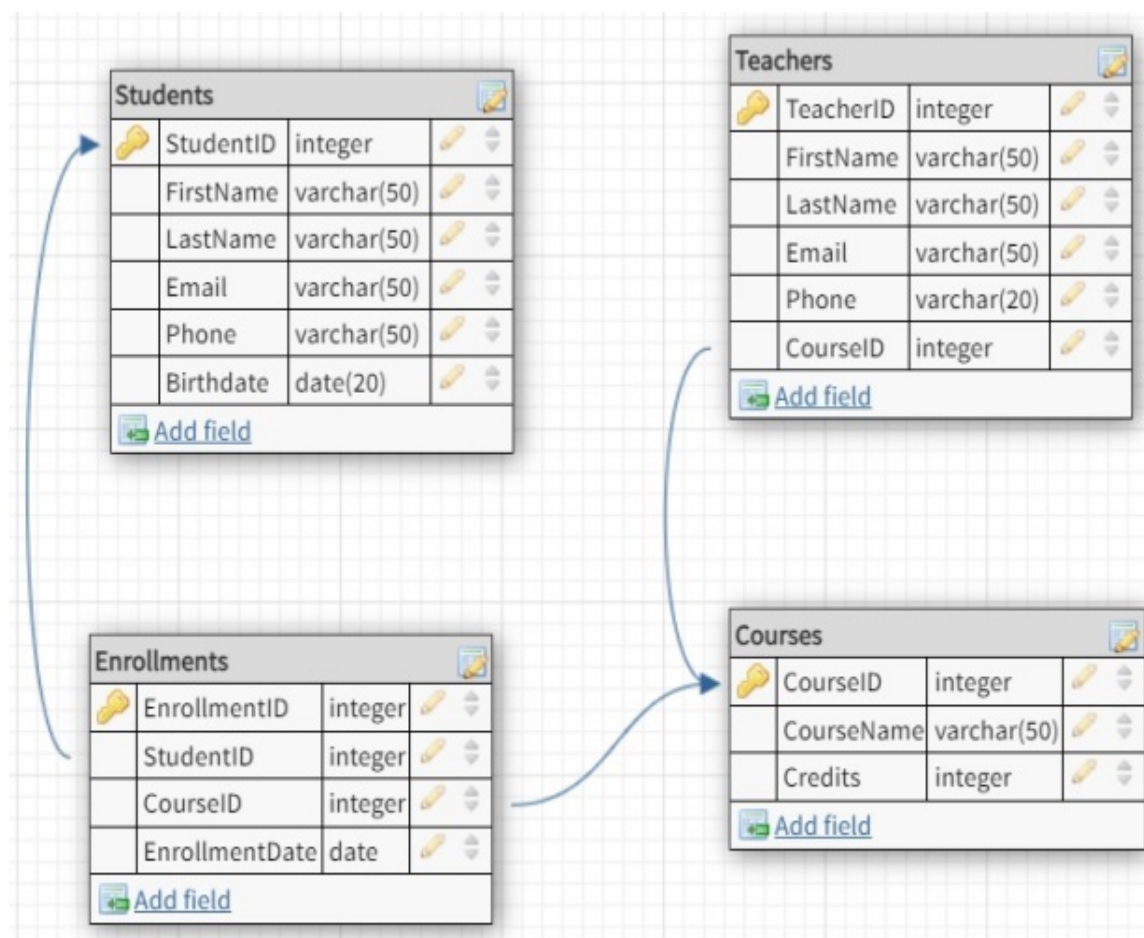 Students
StudentID integer
FirstName varchar(50)
LastName varchar(50)
Email varchar(50)
Phone varchar(50)
Birthdate date(20)
Add field
Teachers
TeacherID integer
FirstName varchar(50)
LastName varchar(50)
Email varchar(50)
Phone varchar(20)
CourseID integer
Add field
Enrollments
EnrollmentID integer
StudentID integer
CourseID integer
EnrollmentDate date
Add field
Courses
CourseID integer
CourseName varchar(50)
Credits integer
Add field